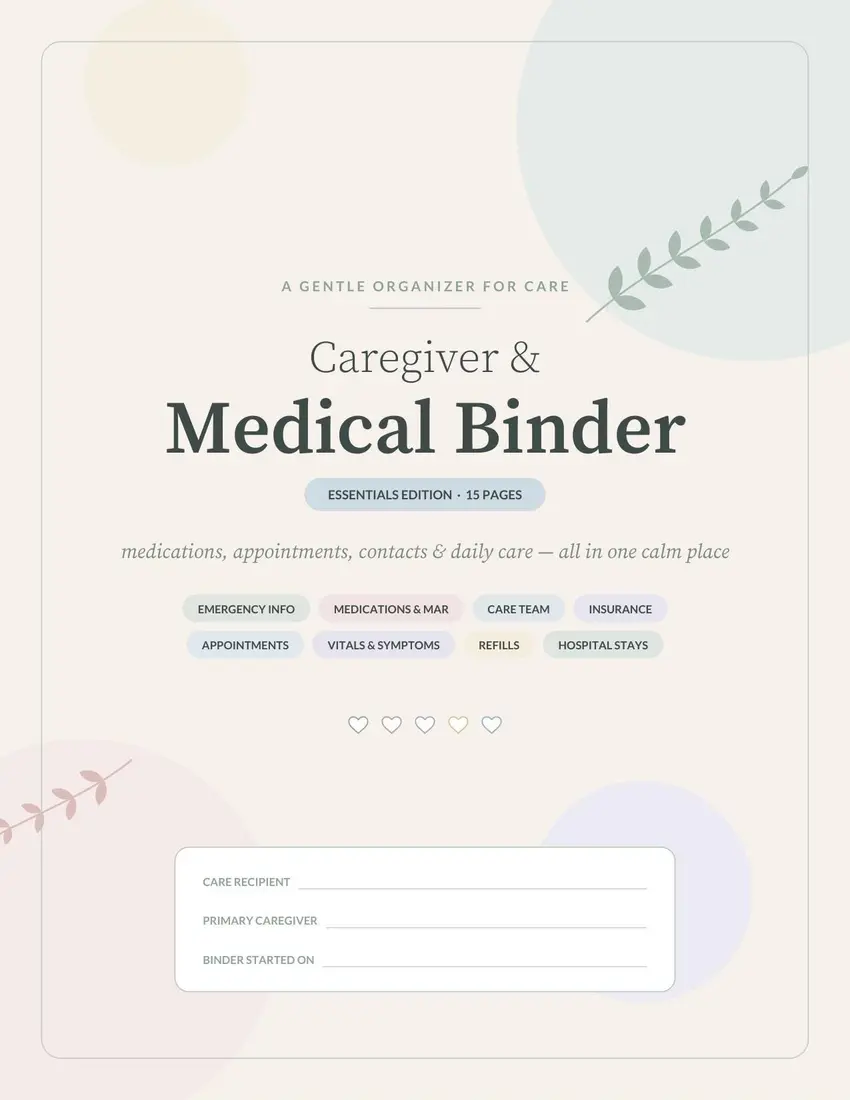 A GENTLE ORGANIZER FOR CARE
Caregiver &
Medical Binder
ESSENTIALS EDITION · 15 PAGES
medications, appointments, contacts & daily care — all in one calm place
EMERGENCY INFO MEDICATIONS & MAR CARE TEAM INSURANCE
APPOINTMENTS VITALS & SYMPTOMS REFILLS HOSPITAL STAYS
CARE RECIPIENT
PRIMARY CAREGIVER
BINDER STARTED ON